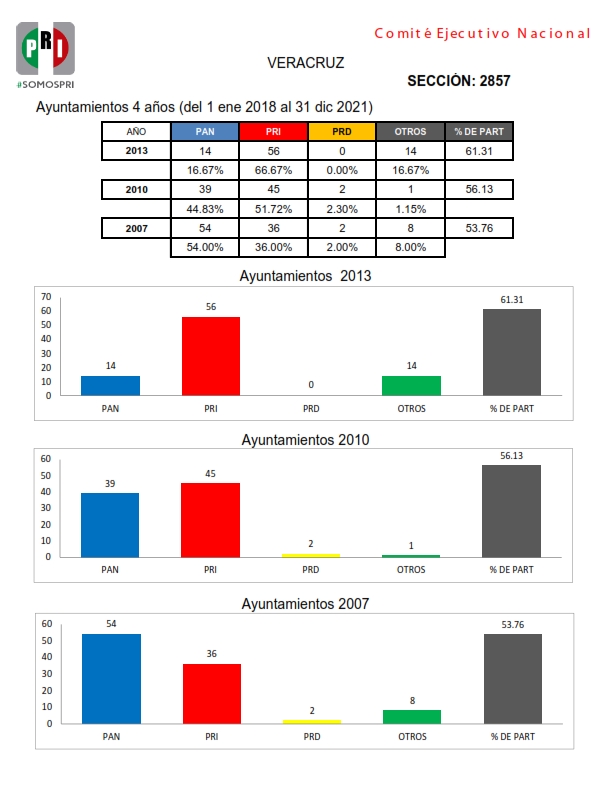 Comité Ejecutivo Nacional
PRI
#SOMOSPRI
VERACRUZ
SECCIÓN: 2857
Ayuntamientos 4 años (del 1 ene 2018 al 31 dic 2021)
AÑO PAN PRI PRD OTROS % DE PART
2013 14 56 0 14 61.31
16.67% 66.67% 0.00% 16.67%
2010 39 45 2 1 56.13
44.83% 51.72% 2.30% 1.15%
2007 54 36 2 8 53.76
54.00% 36.00% 2.00% 8.00%
Ayuntamientos 2013
70
60
50
40
30
20
10
0
14 56 0 14 61.31
PAN PRI PRD OTROS % DE PART
Ayuntamientos 2010
60
50
40
30
20
10
0
39 45 2 1 56.13
PAN PRI PRD OTROS % DE PART
Ayuntamientos 2007
60
50
40
30
20
10
0
54 36 2 8 53.76
PAN PRI PRD OTROS % DE PART